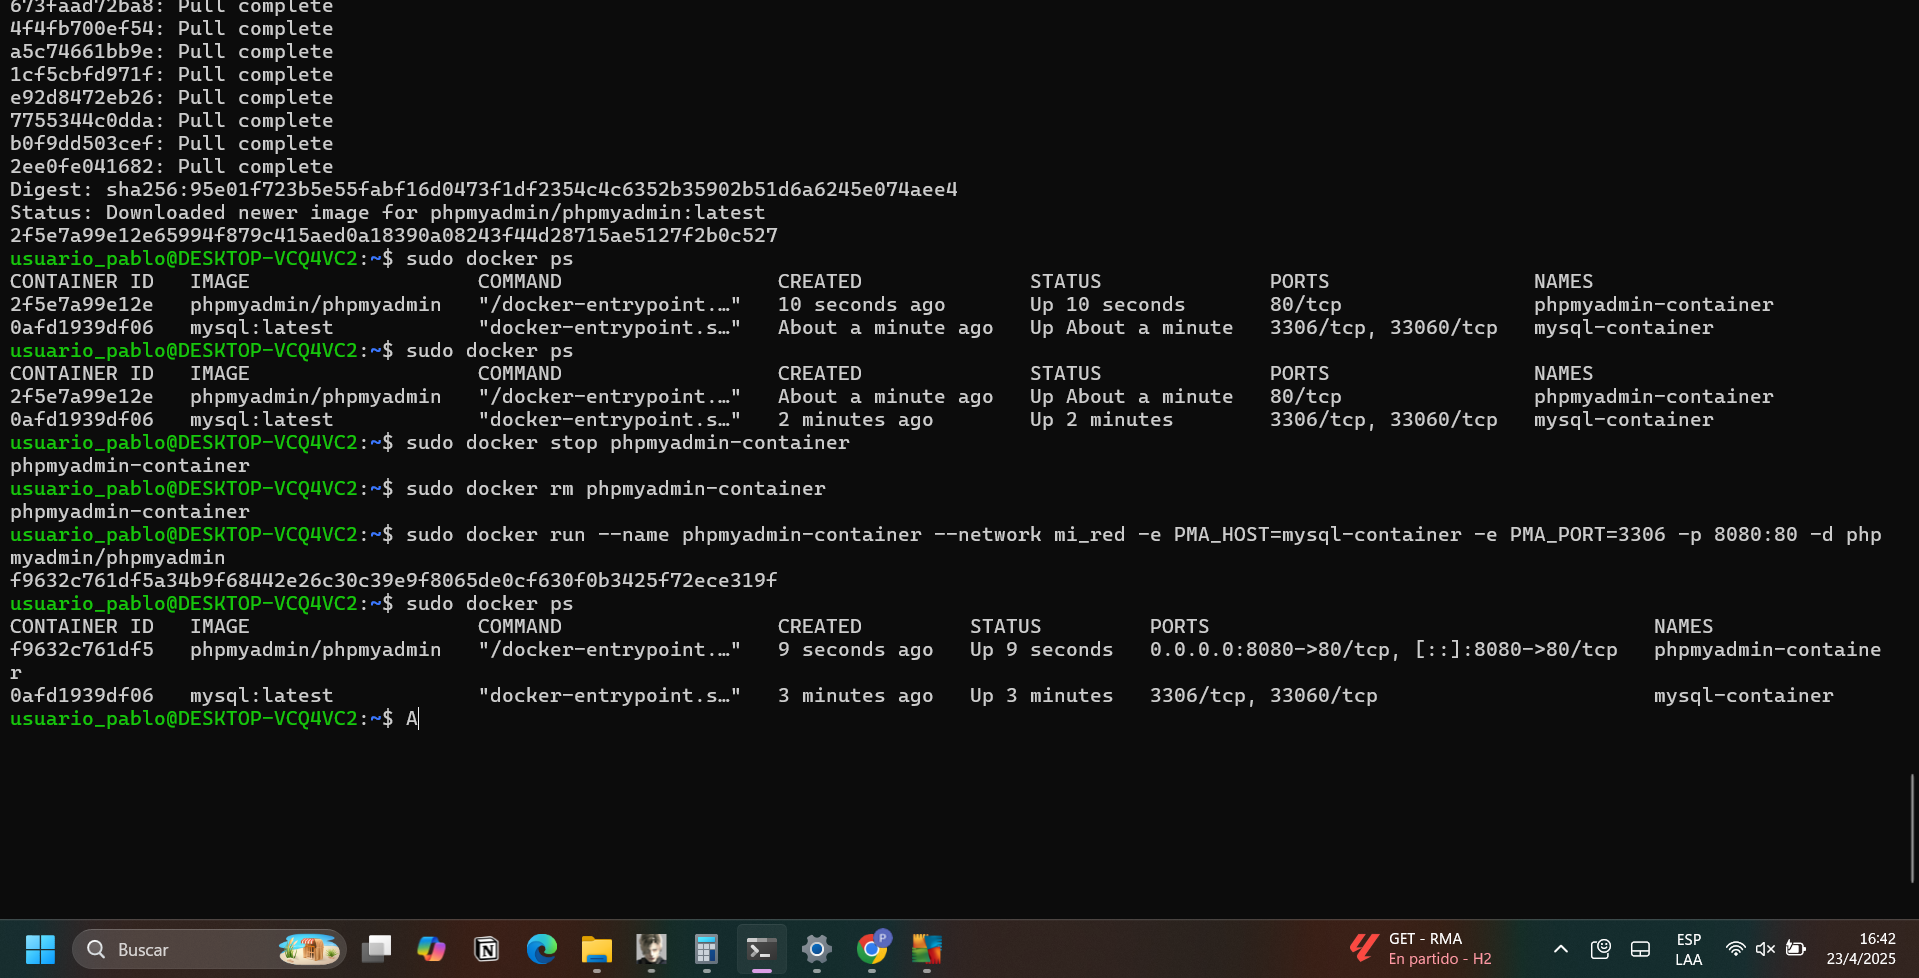 673faad72ba8: Pull complete
4f4fb700ef54: Pull complete
a5c74661bb9e: Pull complete
1cf5cbfd971f: Pull complete
e92d8472eb26: Pull complete
7755344c0dda: Pull complete
b0f9dd503cef: Pull complete
2ee0fe041682: Pull complete
Digest: sha256:95e01f723b5e55fabf16d0473f1df2354c4c6352b35902b51d6a6245e074aee4
Status: Downloaded newer image for phpmyadmin/phpmyadmin:latest
2f5e7a99e12e65994f879c415aed0a18390a08243f44d28715ae5127f2b0c527
usuario_pablo@DESKTOP-VCQ4VC2:~$ sudo docker ps
CONTAINER ID   IMAGE                   COMMAND                  CREATED              STATUS              PORTS                 NAMES
2f5e7a99e12e   phpmyadmin/phpmyadmin   "/docker-entrypoint.…"   10 seconds ago       Up 10 seconds       80/tcp                phpmyadmin-container
0afd1939df06   mysql:latest            "docker-entrypoint.s…"   About a minute ago   Up About a minute   3306/tcp, 33060/tcp   mysql-container
usuario_pablo@DESKTOP-VCQ4VC2:~$ sudo docker ps
CONTAINER ID   IMAGE                   COMMAND                  CREATED              STATUS              PORTS                 NAMES
2f5e7a99e12e   phpmyadmin/phpmyadmin   "/docker-entrypoint.…"   About a minute ago   Up About a minute   80/tcp                phpmyadmin-container
0afd1939df06   mysql:latest            "docker-entrypoint.s…"   2 minutes ago        Up 2 minutes        3306/tcp, 33060/tcp   mysql-container
usuario_pablo@DESKTOP-VCQ4VC2:~$ sudo docker stop phpmyadmin-container
phpmyadmin-container
usuario_pablo@DESKTOP-VCQ4VC2:~$ sudo docker rm phpmyadmin-container
phpmyadmin-container
usuario_pablo@DESKTOP-VCQ4VC2:~$ sudo docker run --name phpmyadmin-container --network mi_red -e PMA_HOST=mysql-container -e PMA_PORT=3306 -p 8080:80 -d php
myadmin/phpmyadmin
f9632c761df5a34b9f68442e26c30c39e9f8065de0cf630f0b3425f72ece319f
usuario_pablo@DESKTOP-VCQ4VC2:~$ sudo docker ps
CONTAINER ID   IMAGE                   COMMAND                  CREATED         STATUS         PORTS                                     NAMES
f9632c761df5   phpmyadmin/phpmyadmin   "/docker-entrypoint.…"   9 seconds ago   Up 9 seconds   0.0.0.0:8080->80/tcp, [::]:8080->80/tcp   phpmyadmin-containe
r
0afd1939df06   mysql:latest            "docker-entrypoint.s…"   3 minutes ago   Up 3 minutes   3306/tcp, 33060/tcp                       mysql-container
usuario_pablo@DESKTOP-VCQ4VC2:~$ A
Buscar
P
GET - RMA
En partido - H2
ESP
LAA
16:42
23/4/2025